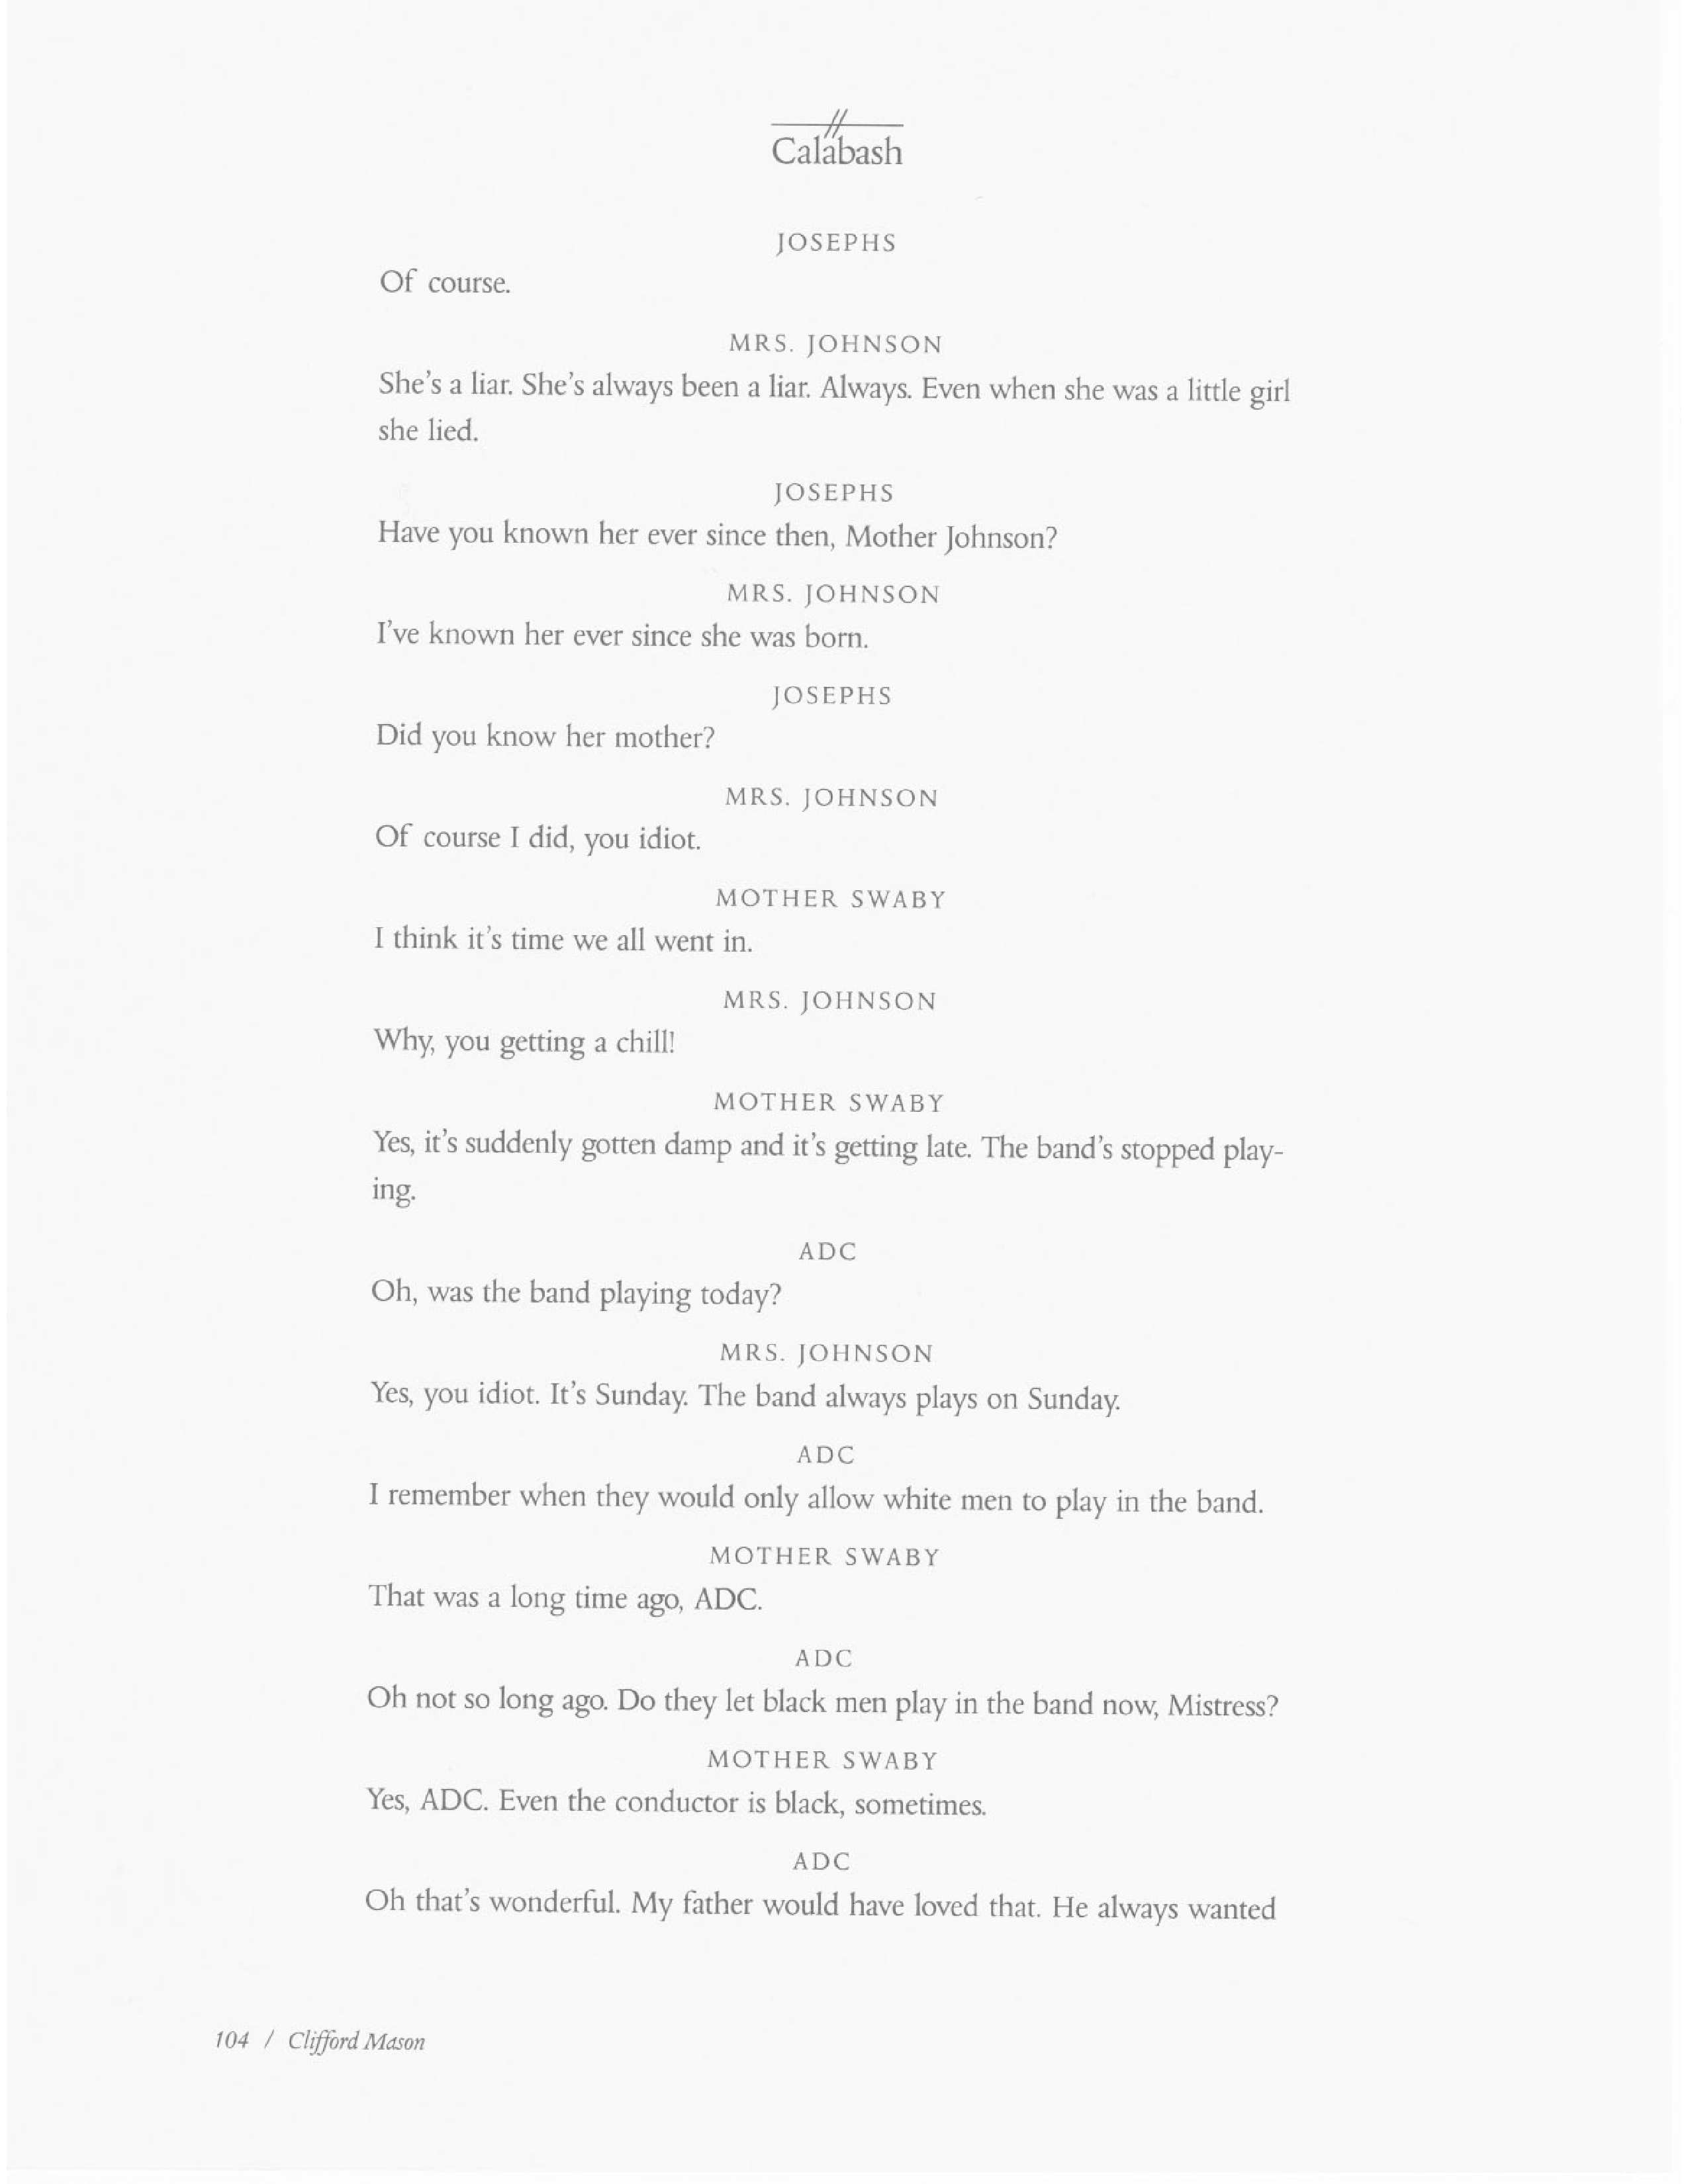 Calabash
JOSEPHS
Of course.
MRS. JOHNSON
She's a liar. She's always been a liar. Always. Even when she was a little girl
she lied.
JOSEPHS
Have you known her ever since then, Mother Johnson?
MRS. JOHNSON
I've known her ever since she was born.
JOSEPHS
Did you know her mother?
MRS. JOHNSON
Of course I did, you idiot.
MOTHER SWABY
I think it's time we all went in.
MRS. JOHNSON
Why, you getting a chill!
MOTHER SWABY
Yes, it's suddenly gotten damp and it's getting late. The band's stopped play-
ing.
ADC
Oh, was the band playing today?
MRS. JOHNSON
Yes, you idiot. It's Sunday. The band always plays on Sunday.
ADC
I remember when they would only allow white men to play in the band.
MOTHER SWABY
That was a long time ago, ADC.
ADC
Oh not so long ago. Do they let black men play in the band now, Mistress?
MOTHER SWABY
Yes, ADC. Even the conductor is black, sometimes.
ADC
Oh that's wonderful. My father would have loved that. He always wanted
104 / Clifford Mason